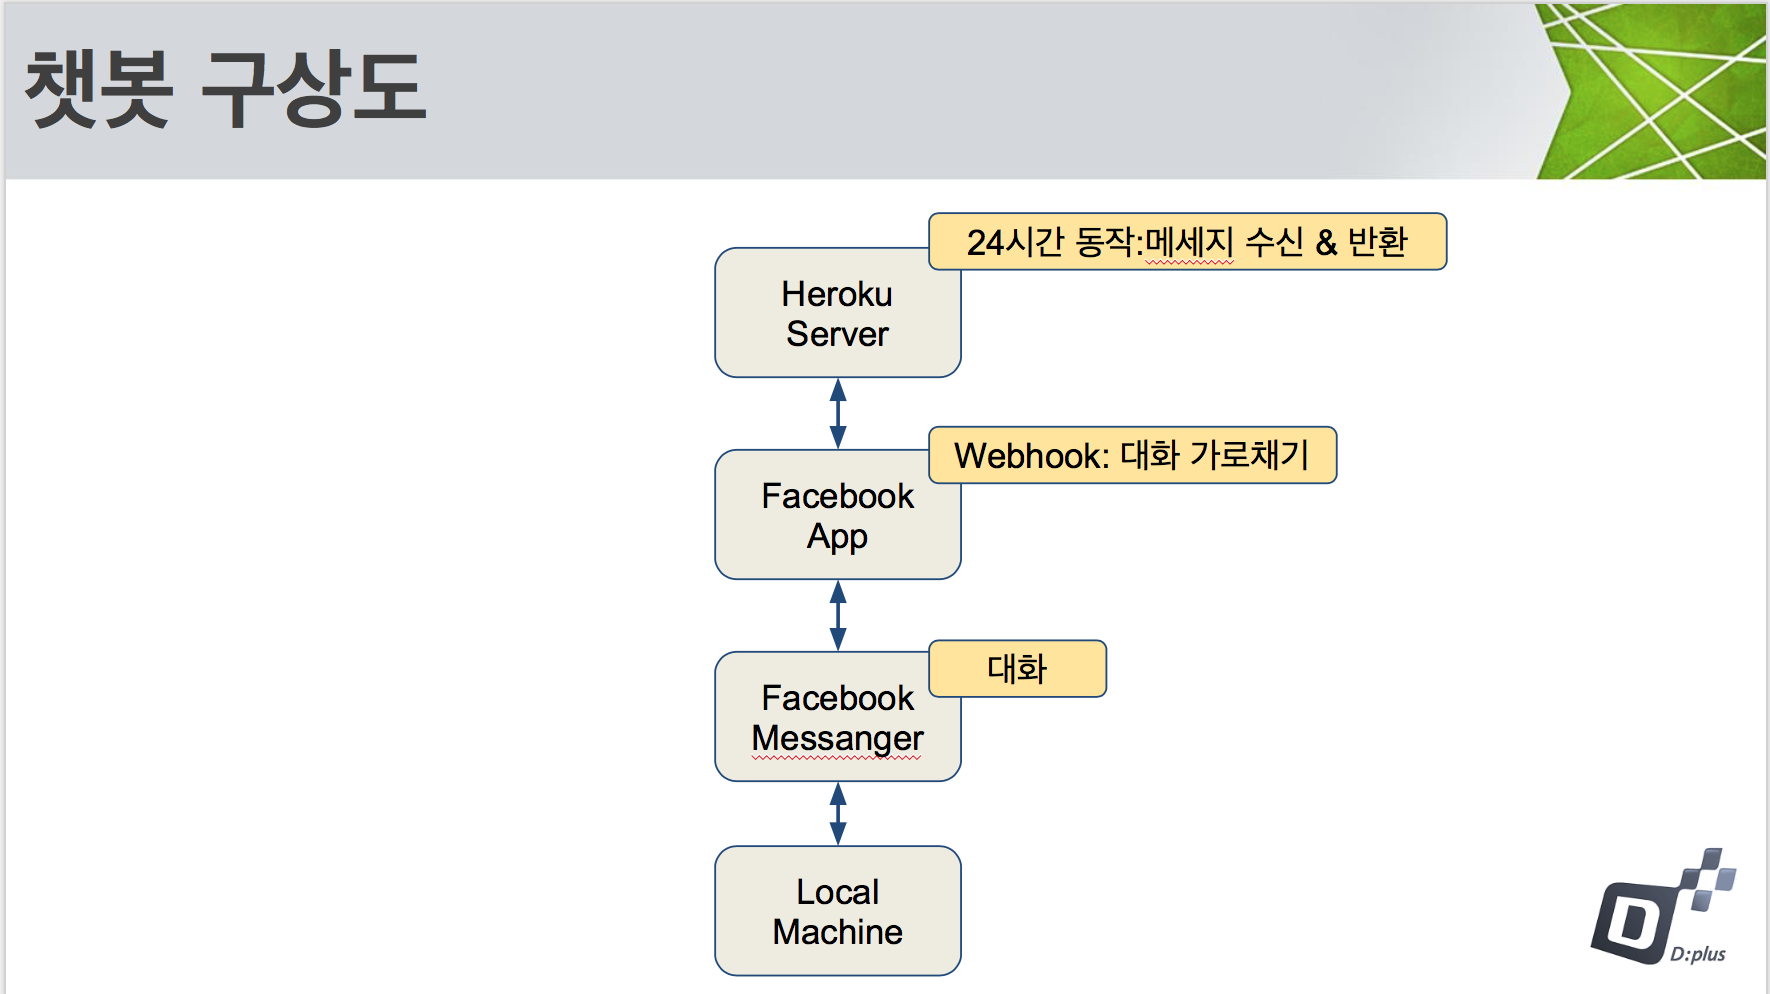 챗봇 구상도
24시간 동작:메세지 수신 & 반환
Heroku
Server
Webhook: 대화 가로채기
Facebook
App
대화
Facebook
Messanger
Local
Machine
D
D:plus